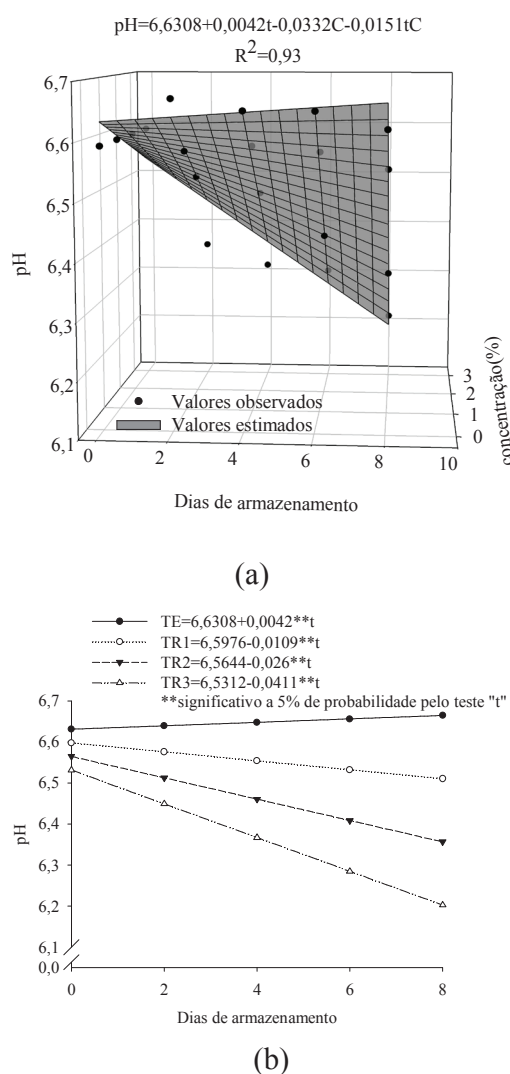 pH=6,6308+0,0042t-0,0332C-0,0151tC
R²=0,93
6,7
6,6
6,5
6,4
6,3
6,2
6,1
pH
Valores observados
Valores estimados
3
2
1
0
concentração(%)
0 2 4 6 8 10
Dias de armazenamento
(a)
TE=6,6308+0,0042**t
TR1=6,5976-0,0109**t
TR2=6,5644-0,026**t
TR3=6,5312-0,0411**t
**significativo a 5% de probabilidade pelo teste "t"
6,7
6,6
6,5
6,4
6,3
6,2
6,1
0,0
pH
0 2 4 6 8
Dias de armazenamento
(b)